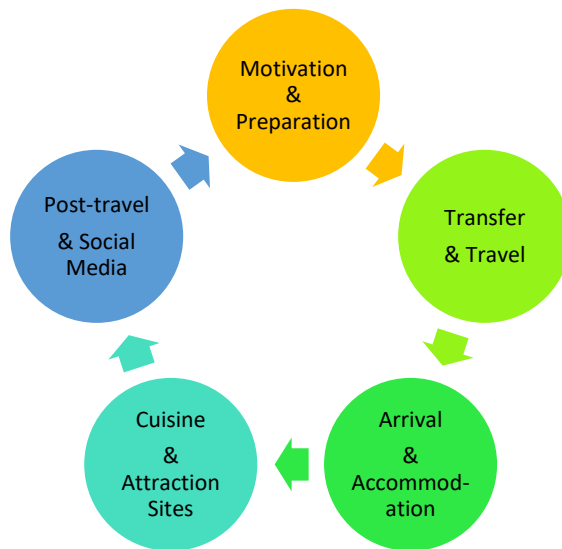 Motivation
&
Preparation
Transfer
& Travel
Arrival
&
Accommod-
ation
Cuisine
&
Attraction
Sites
Post-travel
& Social
Media